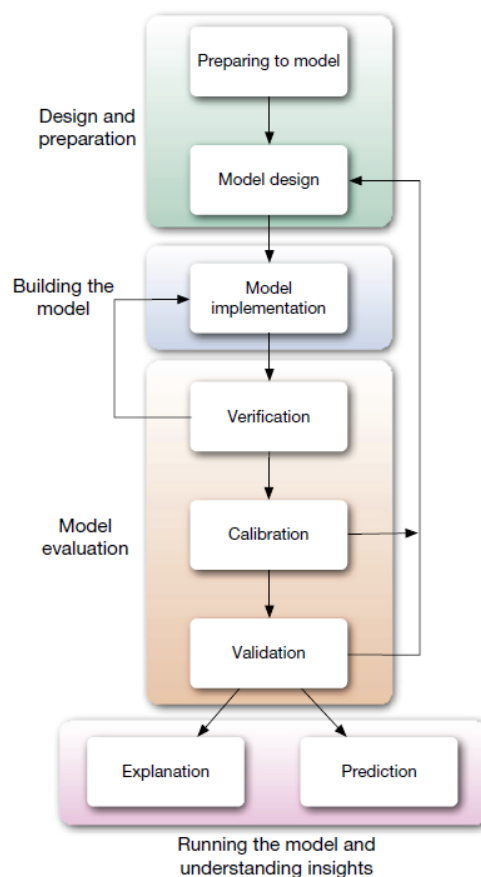 Preparing to model
Design and
preparation
Model design
Building the
model
Model
implementation
Verification
Model
evaluation
Calibration
Validation
Explanation
Prediction
Running the model and
understanding insights